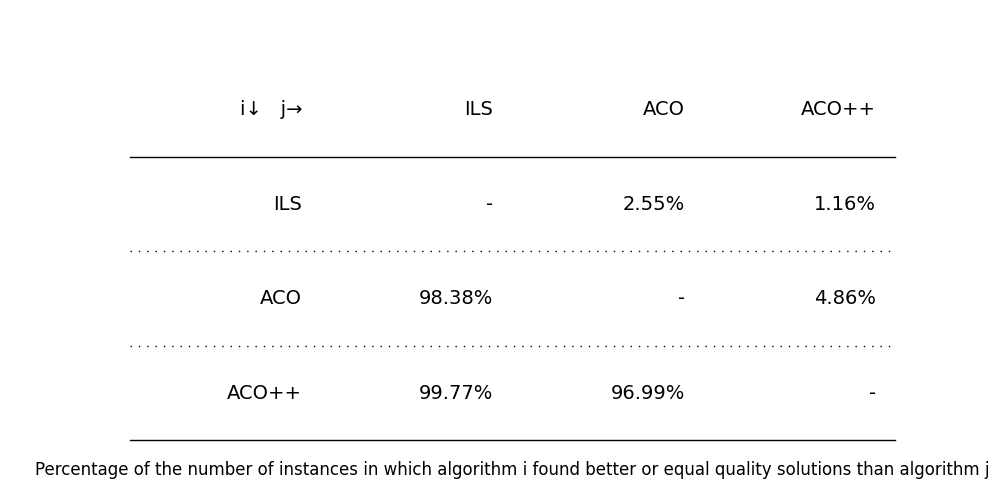 i↓ j→ ILS ACO ACO++
ILS - 2.55% 1.16%
ACO 98.38% - 4.86%
ACO++ 99.77% 96.99% -
Percentage of the number of instances in which algorithm i found better or equal quality solutions than algorithm j